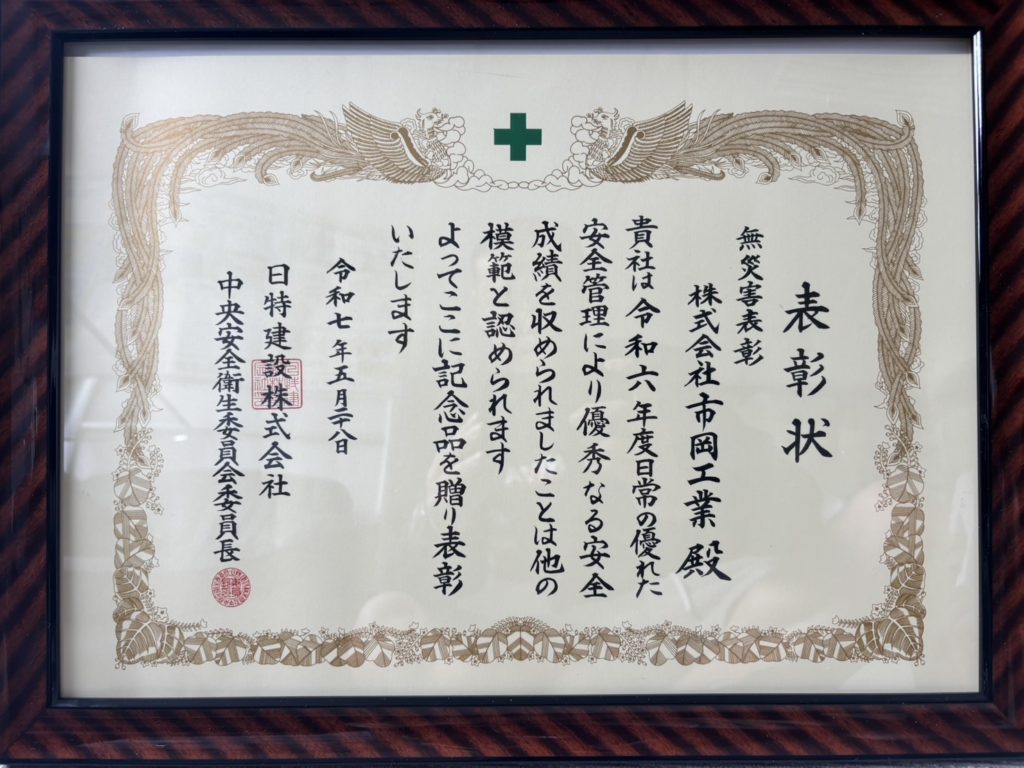 表彰状
無災害表彰
株式会社市岡工業 殿
貴社は令和六年度日常の優れた
安全管理により優秀なる安全
成績を収められましたことは他の
模範と認められます
よってここに記念品を贈り表彰
いたします
令和七年五月二十八日
日特建設株式会社
中央安全衛生委員会委員長